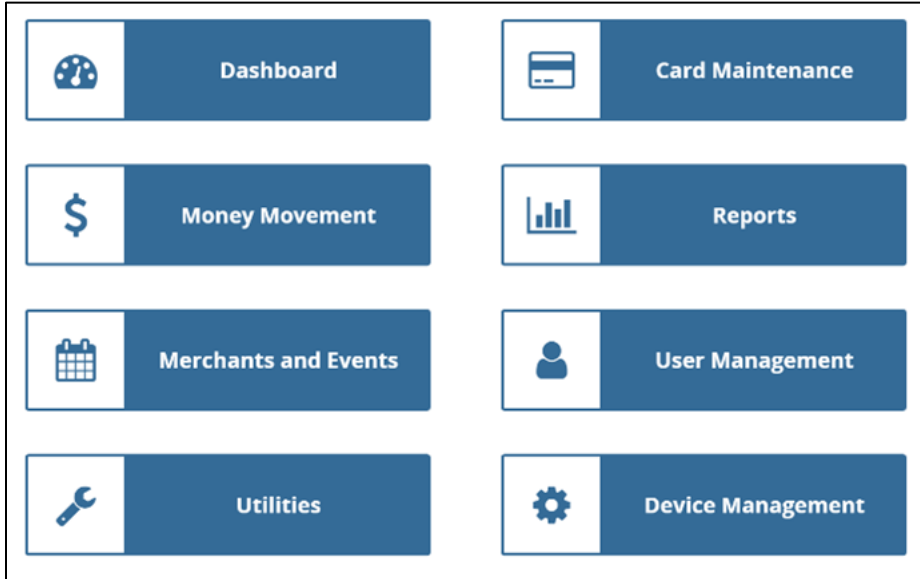 Dashboard
Card Maintenance
Money Movement
Reports
Merchants and Events
User Management
Utilities
Device Management